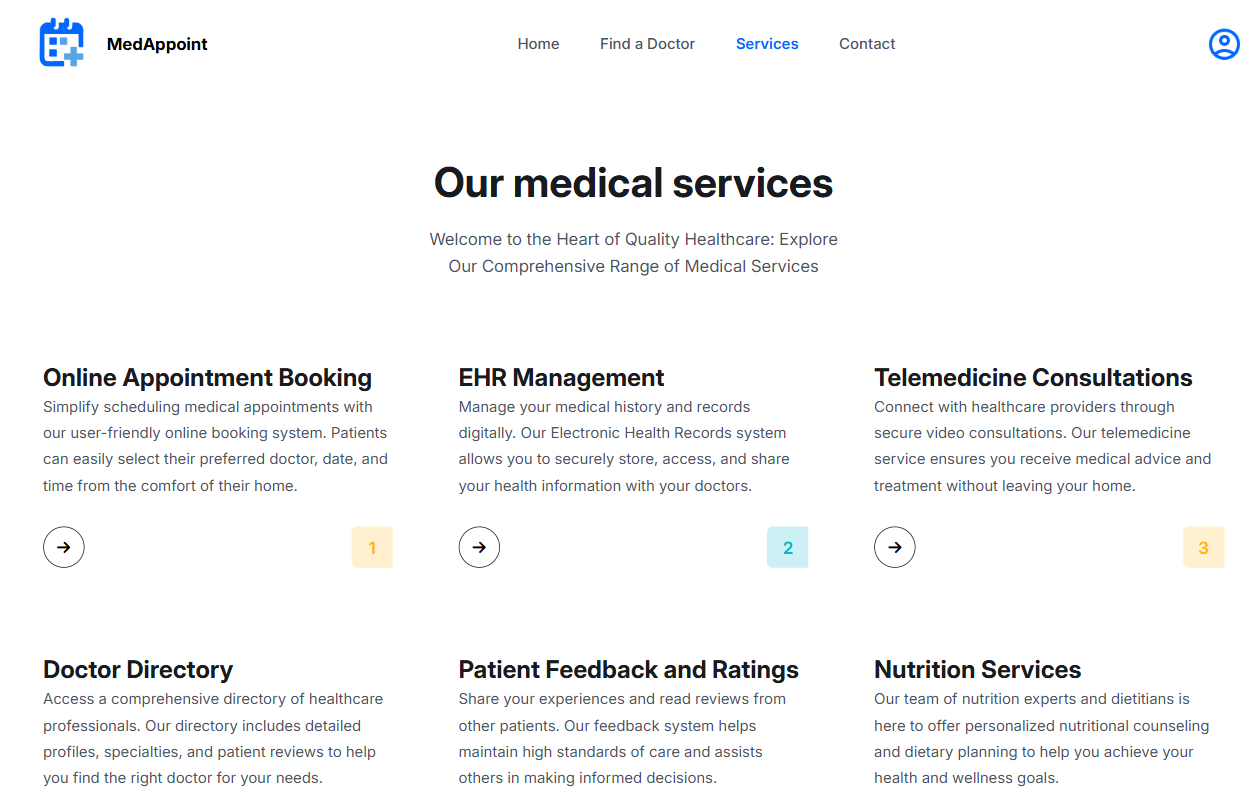 MedAppoint
Home
Find a Doctor
Services
Contact
Our medical services
Welcome to the Heart of Quality Healthcare: Explore
Our Comprehensive Range of Medical Services
Online Appointment Booking
Simplify scheduling medical appointments with
our user-friendly online booking system. Patients
can easily select their preferred doctor, date, and
time from the comfort of their home.
1
EHR Management
Manage your medical history and records
digitally. Our Electronic Health Records system
allows you to securely store, access, and share
your health information with your doctors.
2
Telemedicine Consultations
Connect with healthcare providers through
secure video consultations. Our telemedicine
service ensures you receive medical advice and
treatment without leaving your home.
3
Doctor Directory
Access a comprehensive directory of healthcare
professionals. Our directory includes detailed
profiles, specialties, and patient reviews to help
you find the right doctor for your needs.
Patient Feedback and Ratings
Share your experiences and read reviews from
other patients. Our feedback system helps
maintain high standards of care and assists
others in making informed decisions.
Nutrition Services
Our team of nutrition experts and dietitians is
here to offer personalized nutritional counseling
and dietary planning to help you achieve your
health and wellness goals.